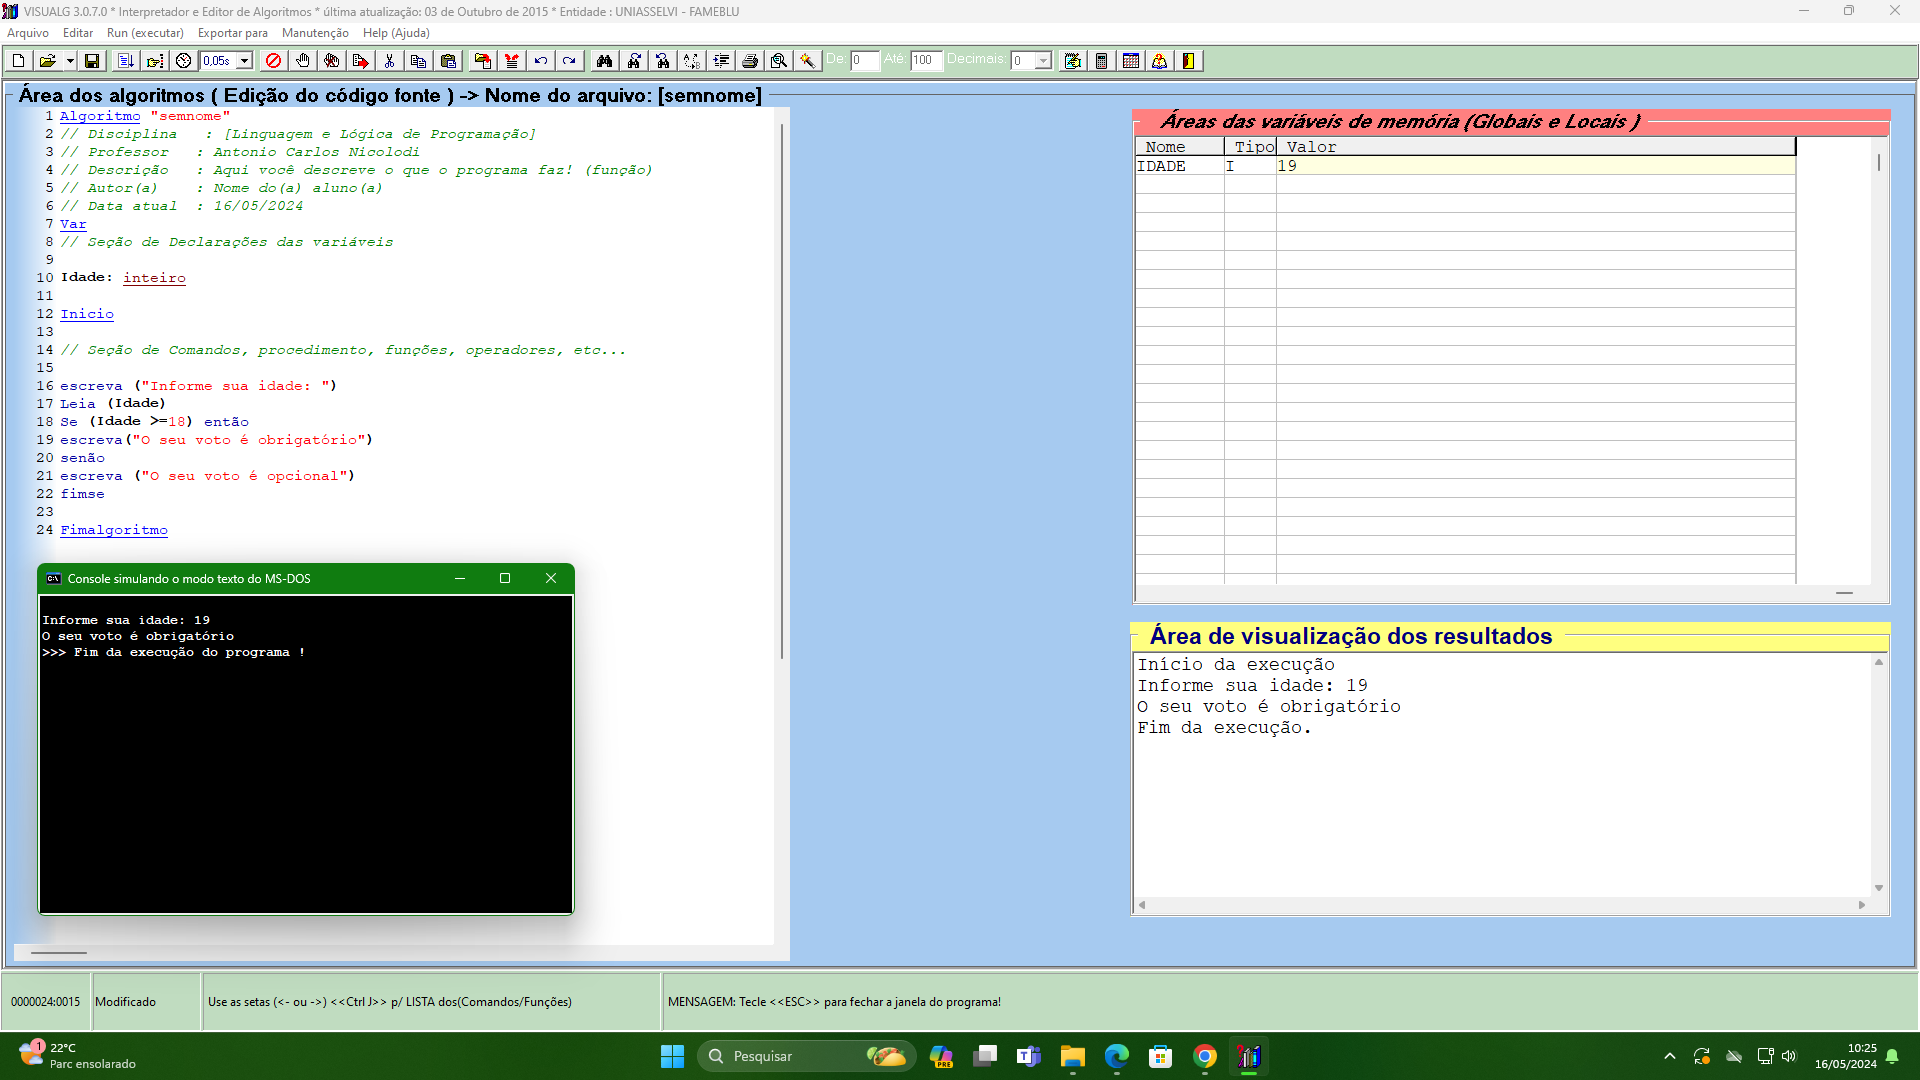 VISUALG 3.0.7.0 * Interpretador e Editor de Algoritmos * última atualização: 03 de Outubro de 2015 * Entidade : UNIASSELVI - FAMEBLU
Arquivo Editar Run (executar) Exportar para Manutenção Help (Ajuda)
0,05s De: 0 Até: 100 Decimais: 0
Área dos algoritmos ( Edição do código fonte ) -> Nome do arquivo: [semnome]
1 Algoritmo "semnome"
2 // Disciplina : [Linguagem e Lógica de Programação]
3 // Professor : Antonio Carlos Nicolodi
4 // Descrição : Aqui você descreve o que o programa faz! (função)
5 // Autor(a) : Nome do(a) aluno(a)
6 // Data atual : 16/05/2024
7 Var
8 // Seção de Declarações das variáveis
9
10 Idade: inteiro
11
12 Inicio
13
14 // Seção de Comandos, procedimento, funções, operadores, etc...
15
16 escreva ("Informe sua idade: ")
17 Leia (Idade)
18 Se (Idade >=18) então
19 escreva("O seu voto é obrigatório")
20 senão
21 escreva ("O seu voto é opcional")
22 fimse
23
24 Fimalgoritmo
Console simulando o modo texto do MS-DOS
Informe sua idade: 19
O seu voto é obrigatório
>>> Fim da execução do programa !
Áreas das variáveis de memória (Globais e Locais )
Nome Tipo Valor
IDADE I 19
Área de visualização dos resultados
Início da execução
Informe sua idade: 19
O seu voto é obrigatório
Fim da execução.
0000024:0015 Modificado Use as setas (<- ou ->) <<Ctrl J>> p/ LISTA dos(Comandos/Funções) MENSAGEM: Tecle <<ESC>> para fechar a janela do programa!
1
22°C
Parc ensolarado
Pesquisar
PRE
10:25
16/05/2024